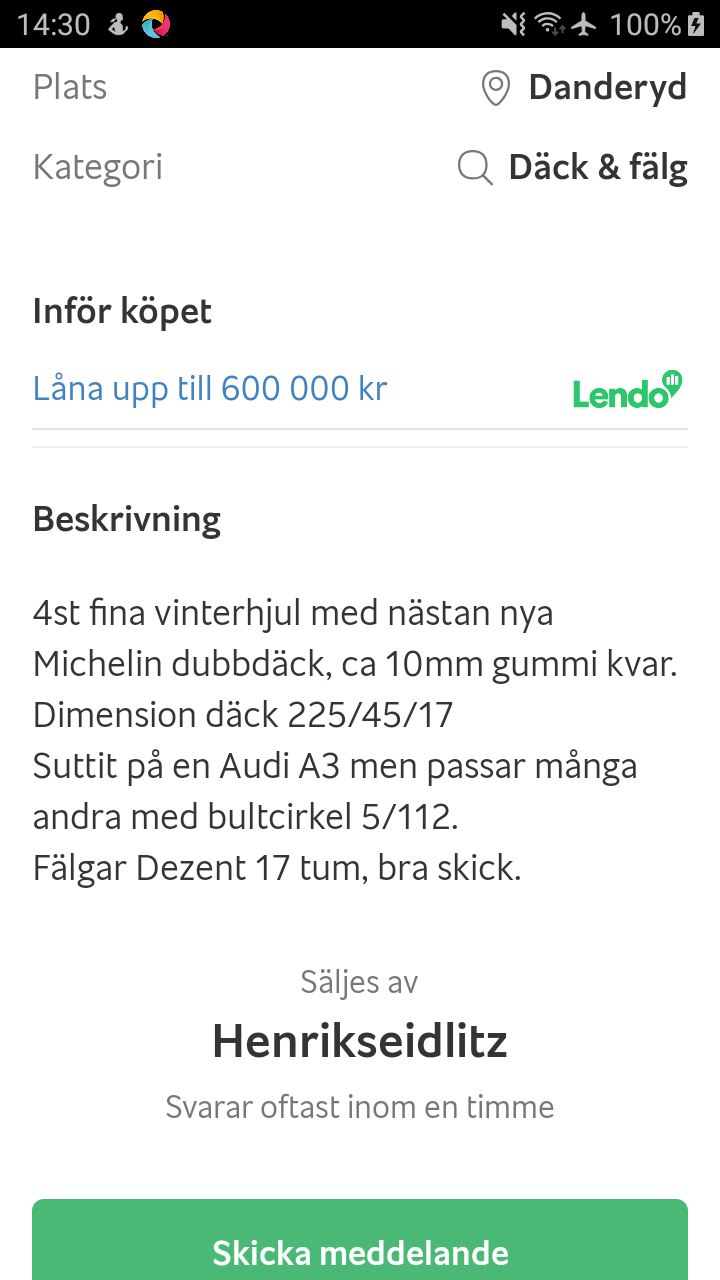 14:30 100%
Plats Danderyd
Kategori Däck & fälg
Inför köpet
Låna upp till 600 000 kr Lendo
Beskrivning
4st fina vinterhjul med nästan nya
Michelin dubbdäck, ca 10mm gummi kvar.
Dimension däck 225/45/17
Suttit på en Audi A3 men passar många
andra med bultcirkel 5/112.
Fälgar Dezent 17 tum, bra skick.
Säljes av
Henrikseidlitz
Svarar oftast inom en timme
Skicka meddelande